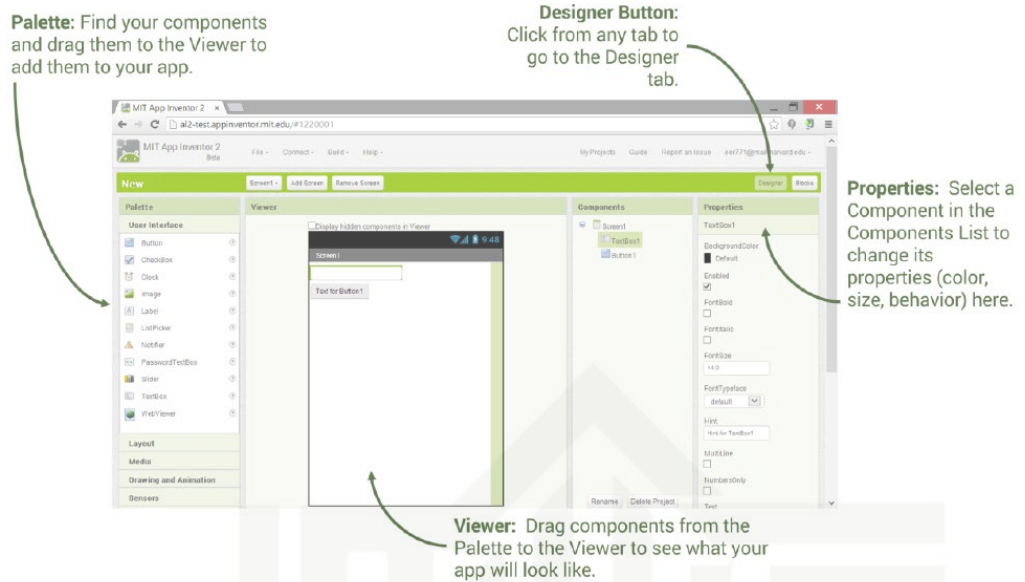 Palette: Find your components
and drag them to the Viewer to
add them to your app.
Designer Button:
Click from any tab to
go to the Designer
tab.
MIT App Inventor 2
ai2-test.appinventor.mit.edu/#1220001
MIT App Inventor 2
Beta
File - Connect - Build - Help -
My Projects Guide Report an Issue
New
Screen1 - Add Screen Remove Screen
Designer Blocks
Palette
User Interface
Button
CheckBox
Clock
Image
Label
ListPicker
Notifier
PasswordTextBox
Slider
TextBox
WebViewer
Layout
Media
Drawing and Animation
Sensors
Viewer
Display hidden components in Viewer
9:48
Screen1
Text for Button1
Components
Screen1
TextBox1
Button1
Rename Delete Project
Properties
TextBox1
BackgroundColor
Default
Enabled
FontBold
FontItalic
FontSize
14.0
FontTypeface
default
Hint
Hint for TextBox1
MultiLine
NumbersOnly
Text
Properties: Select a
Component in the
Components List to
change its
properties (color,
size, behavior) here.
Viewer: Drag components from the
Palette to the Viewer to see what your
app will look like.